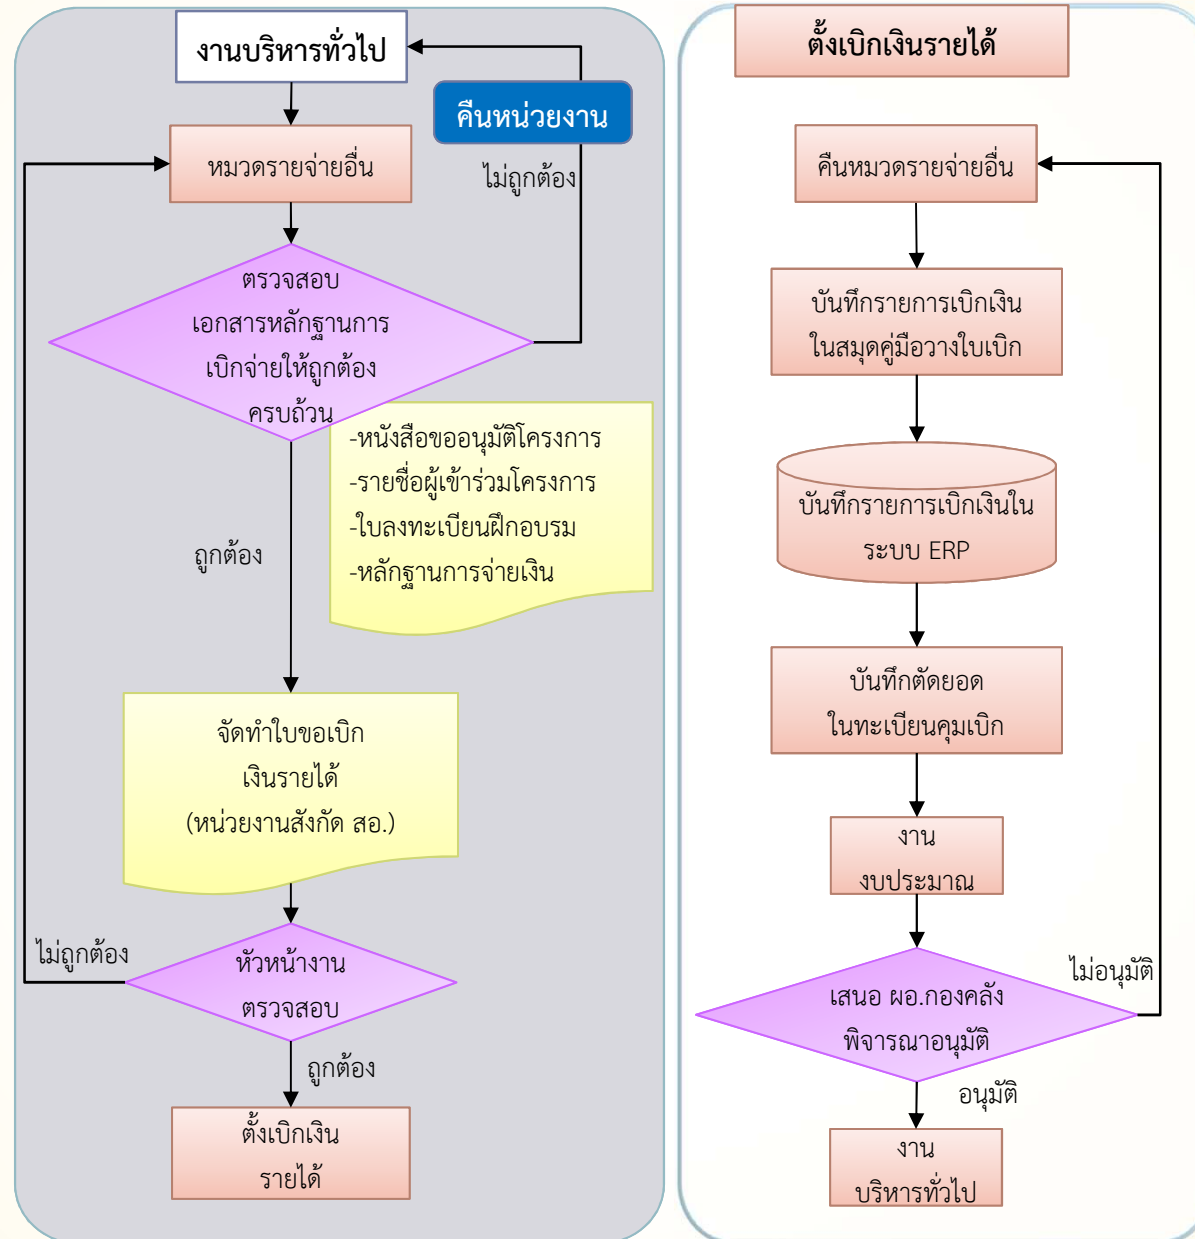 งานบริหารทั่วไป
คืนหน่วยงาน
หมวดรายจ่ายอื่น
ไม่ถูกต้อง
ตรวจสอบ
เอกสารหลักฐานการ
เบิกจ่ายให้ถูกต้อง
ครบถ้วน
-หนังสือขออนุมัติโครงการ
-รายชื่อผู้เข้าร่วมโครงการ
-ใบลงทะเบียนฝึกอบรม
-หลักฐานการจ่ายเงิน
ถูกต้อง
จัดทำใบขอเบิก
เงินรายได้
(หน่วยงานสังกัด สอ.)
ไม่ถูกต้อง
หัวหน้างาน
ตรวจสอบ
ถูกต้อง
ตั้งเบิกเงิน
รายได้
ตั้งเบิกเงินรายได้
คืนหมวดรายจ่ายอื่น
บันทึกรายการเบิกเงิน
ในสมุดคู่มือวางใบเบิก
บันทึกรายการเบิกเงินใน
ระบบ ERP
บันทึกตัดยอด
ในทะเบียนคุมเบิก
งาน
งบประมาณ
ไม่อนุมัติ
เสนอ ผอ.กองคลัง
พิจารณาอนุมัติ
อนุมัติ
งาน
บริหารทั่วไป